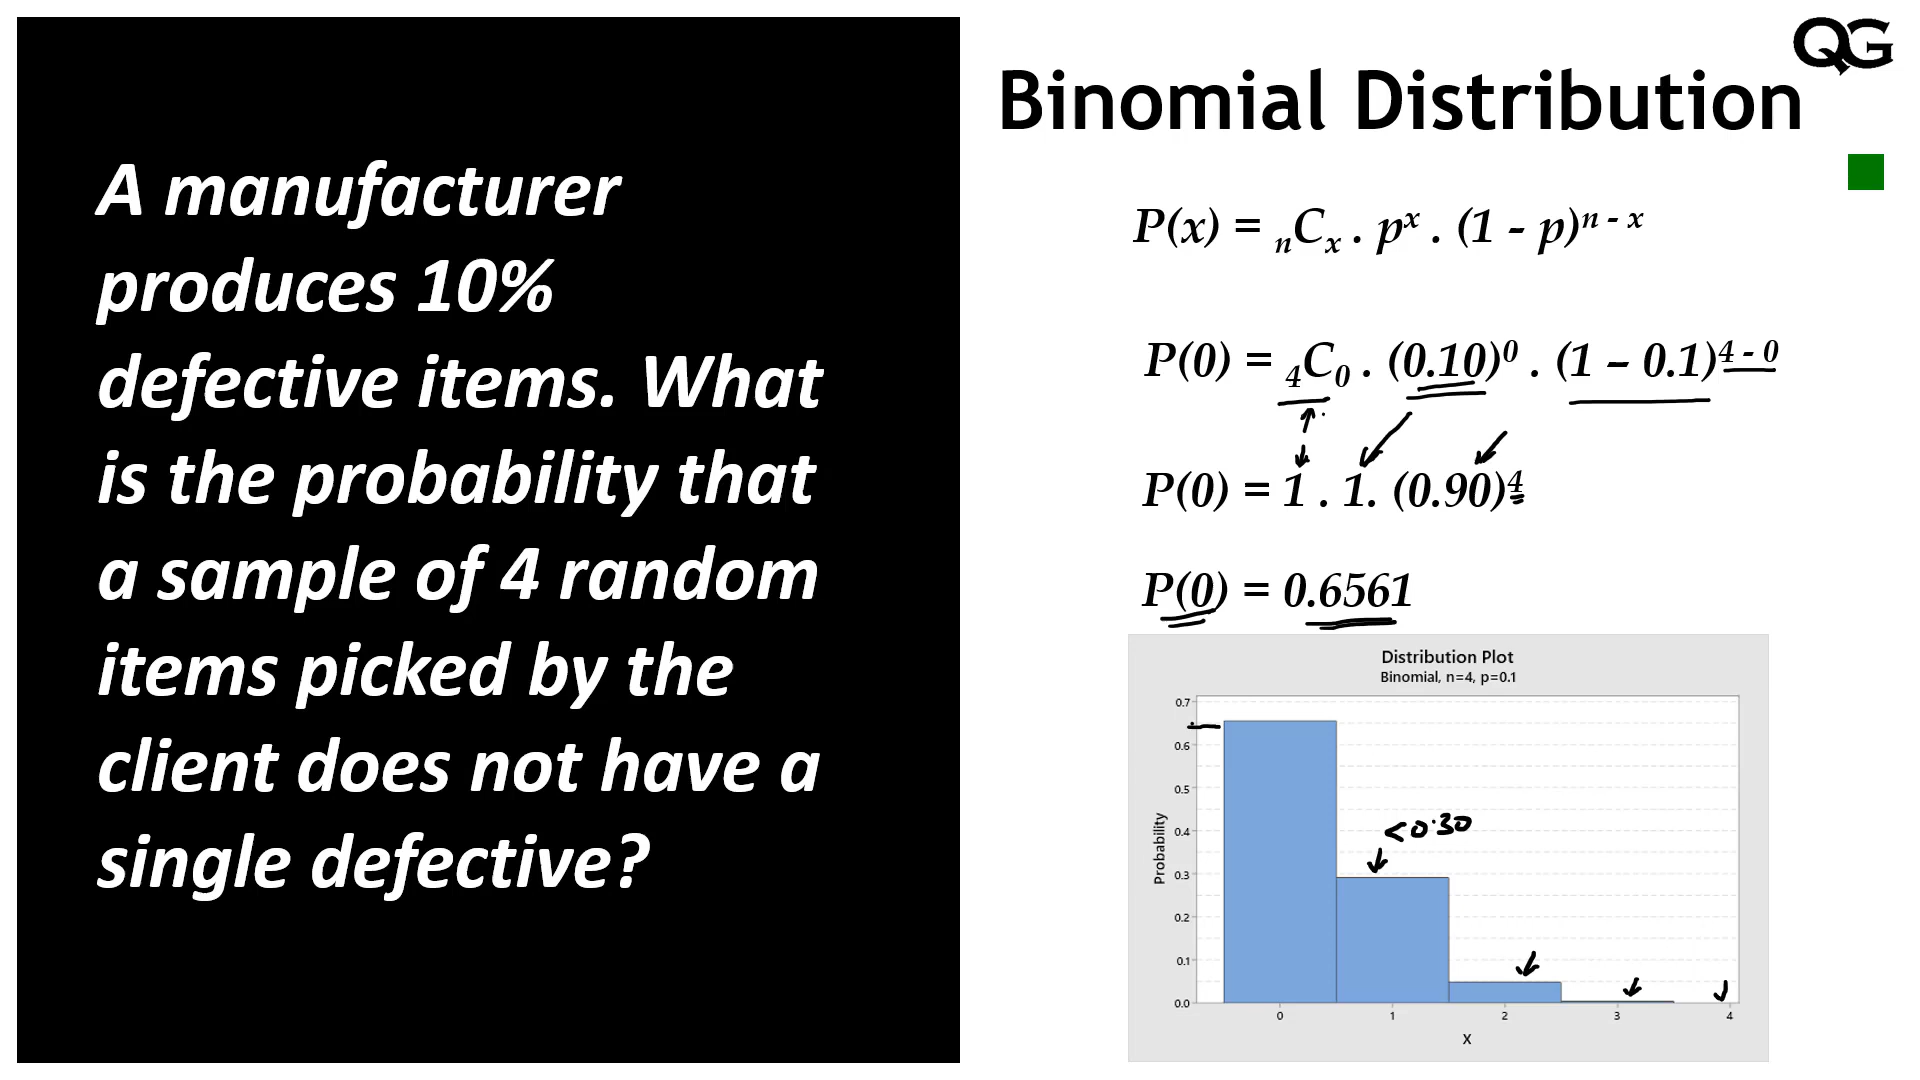 A manufacturer
produces 10%
defective items. What
is the probability that
a sample of 4 random
items picked by the
client does not have a
single defective?
QG
Binomial Distribution
P(x) = ₙCₓ . pˣ . (1 - p)ⁿ ⁻ ˣ
P(0) = ₄C₀ . (0.10)⁰ . (1 – 0.1)⁴ ⁻ ⁰
P(0) = 1 . 1. (0.90)⁴
P(0) = 0.6561
Distribution Plot
Binomial, n=4, p=0.1
0.7
0.6
0.5
0.4
0.3
0.2
0.1
0.0
Probability
<0.30
0 1 2 3 4
X